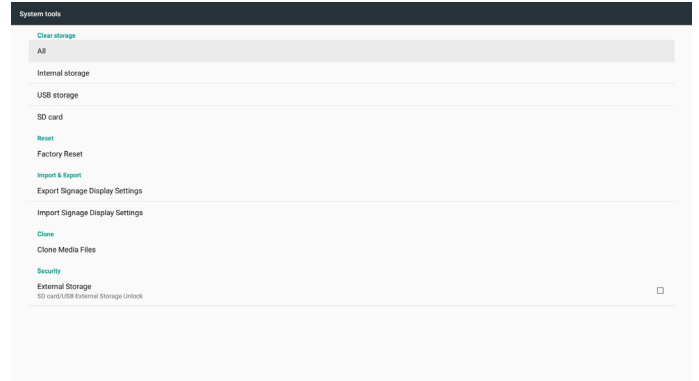 System tools
Clear storage
All
Internal storage
USB storage
SD card
Reset
Factory Reset
Import & Export
Export Signage Display Settings
Import Signage Display Settings
Clone
Clone Media Files
Security
External Storage
SD card/USB External Storage Unlock